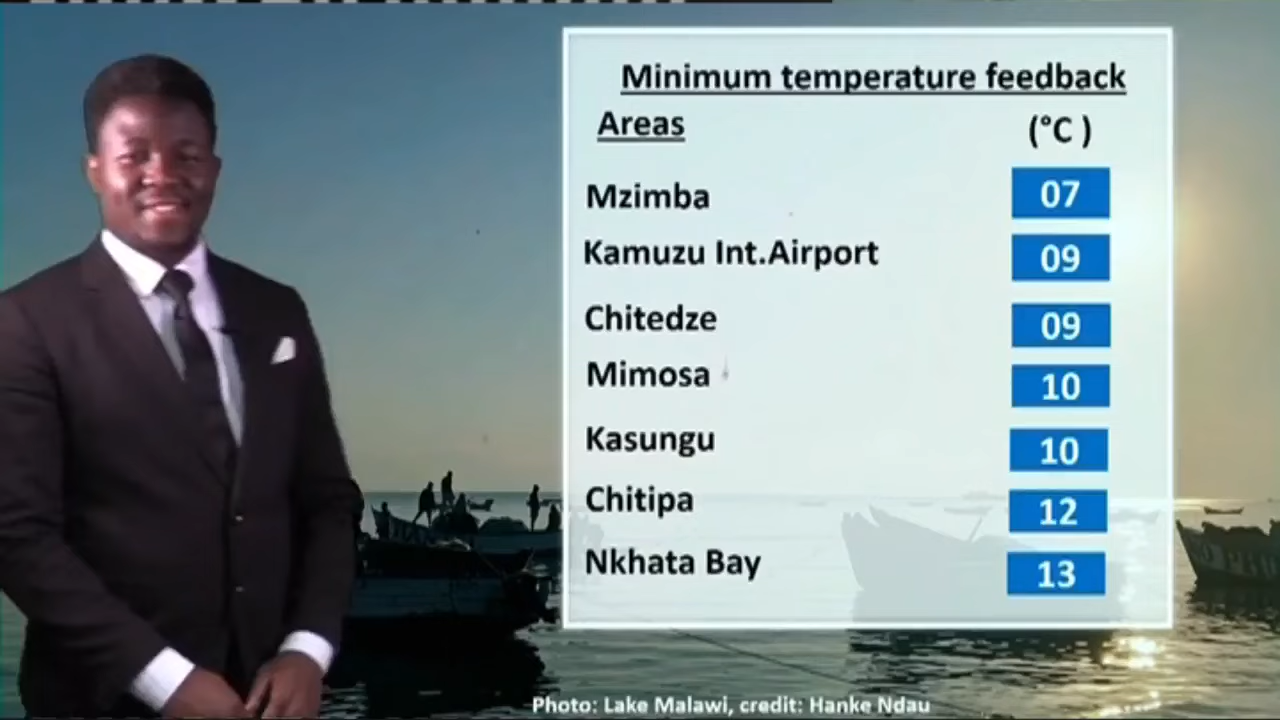 Minimum temperature feedback
Areas (°C )
Mzimba 07
Kamuzu Int.Airport 09
Chitedze 09
Mimosa 10
Kasungu 10
Chitipa 12
Nkhata Bay 13
Photo: Lake Malawi, credit: Hanke Ndau